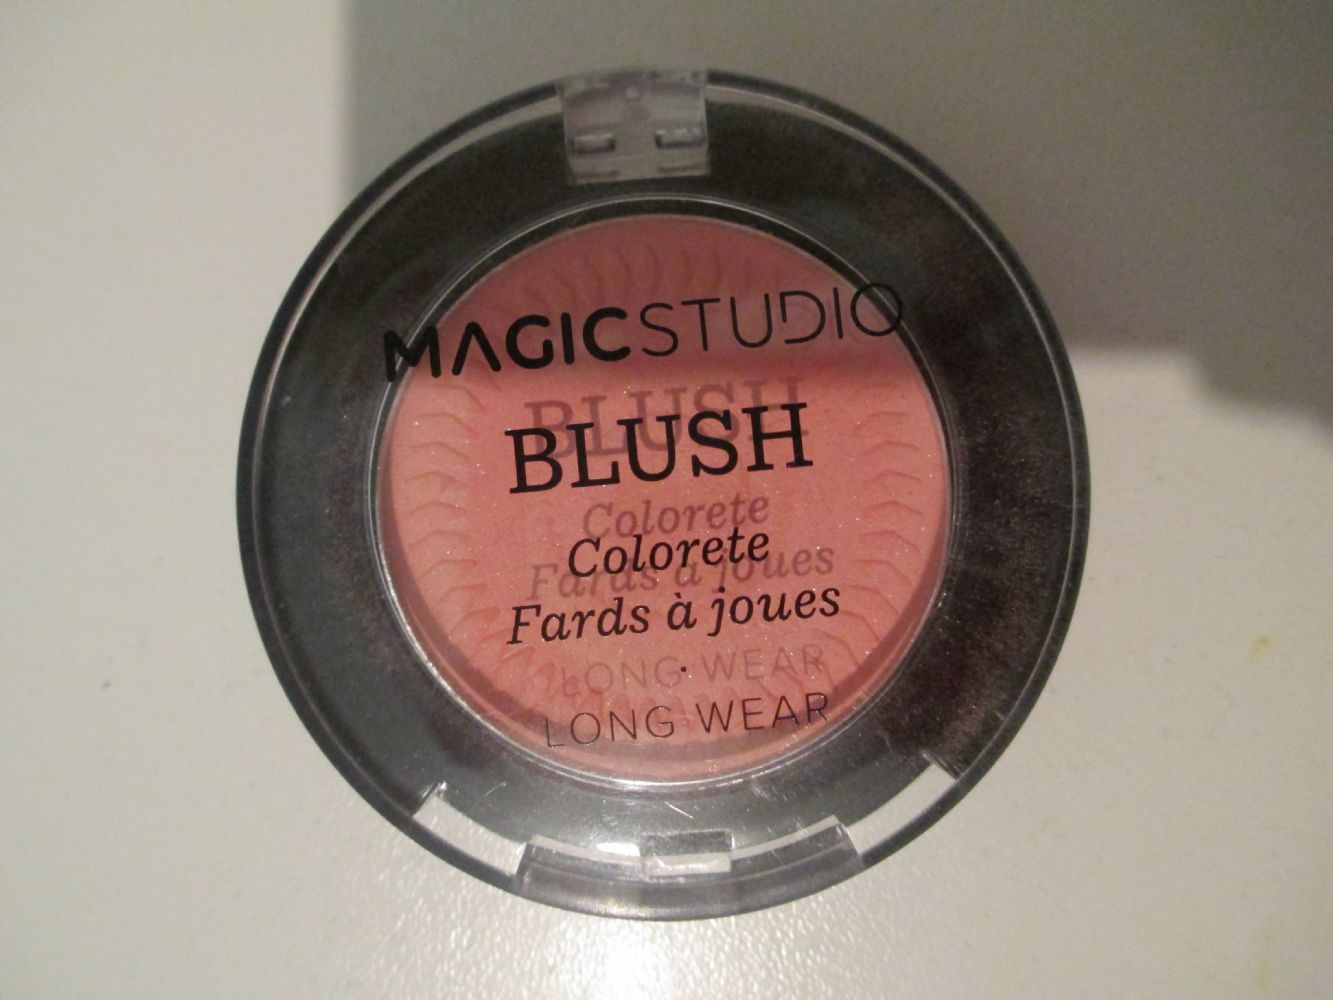 MAGICSTUDIO
BLUSH
Colorete
Fards à joues
LONG WEAR